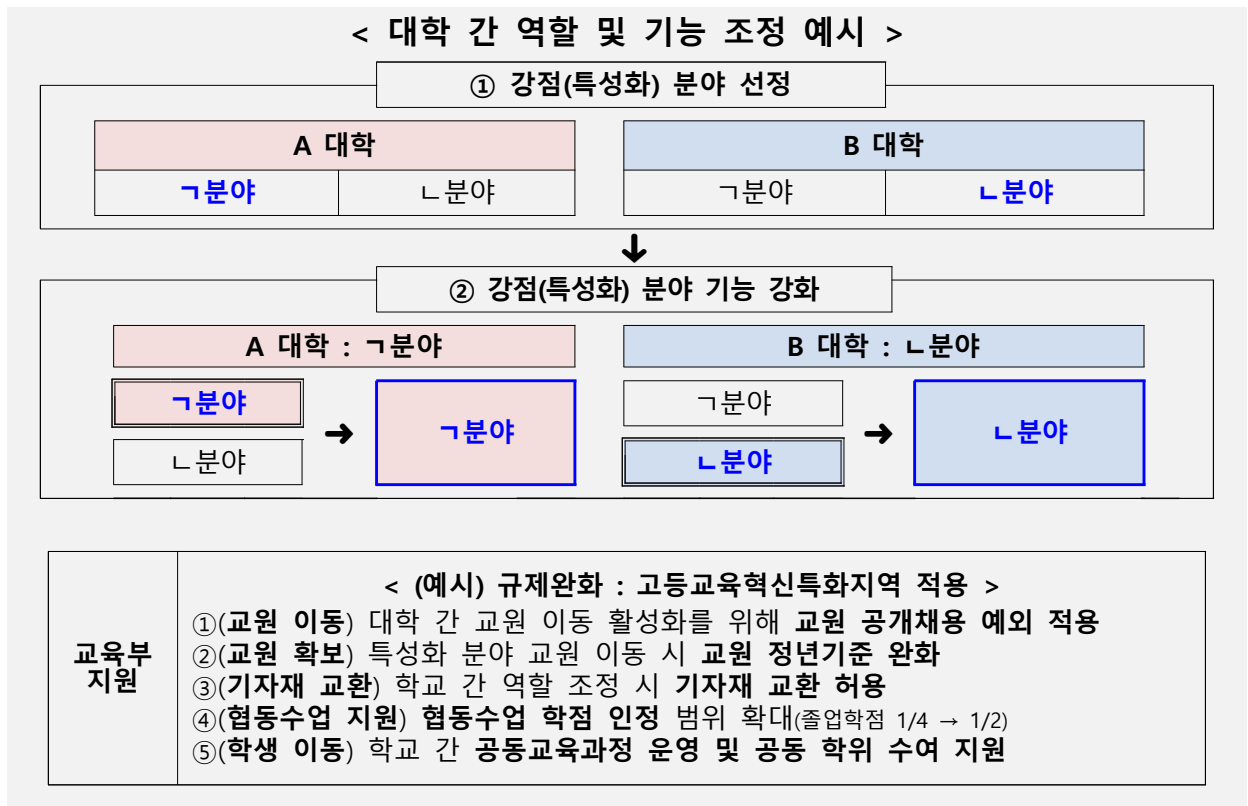 < 대학 간 역할 및 기능 조정 예시 >
① 강점(특성화) 분야 선정
A 대학
B 대학
ㄱ분야
ㄴ분야
ㄱ분야
ㄴ분야
② 강점(특성화) 분야 기능 강화
A 대학 : ㄱ분야
B 대학 : ㄴ분야
ㄱ분야
ㄴ분야
ㄱ분야
ㄱ분야
ㄴ분야
ㄴ분야
교육부
지원
< (예시) 규제완화 : 고등교육혁신특화지역 적용 >
①(교원 이동) 대학 간 교원 이동 활성화를 위해 교원 공개채용 예외 적용
②(교원 확보) 특성화 분야 교원 이동 시 교원 정년기준 완화
③(기자재 교환) 학교 간 역할 조정 시 기자재 교환 허용
④(협동수업 지원) 협동수업 학점 인정 범위 확대(졸업학점 1/4 → 1/2)
⑤(학생 이동) 학교 간 공동교육과정 운영 및 공동 학위 수여 지원